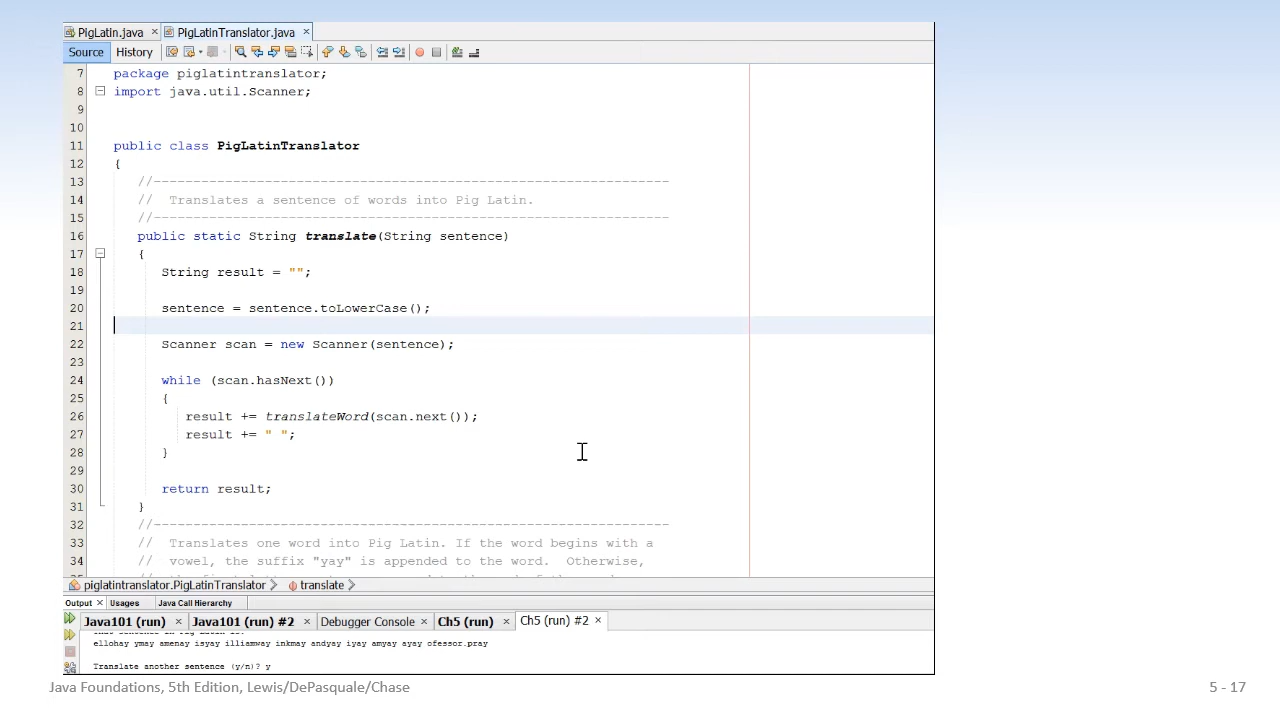 PigLatin.java × PigLatinTranslator.java ×
Source History
7 package piglatintranslator;
8 import java.util.Scanner;
9
10
11 public class PigLatinTranslator
12 {
13 //-----------------------------------------------------------------
14 // Translates a sentence of words into Pig Latin.
15 //-----------------------------------------------------------------
16 public static String translate(String sentence)
17 {
18 String result = "";
19
20 sentence = sentence.toLowerCase();
21
22 Scanner scan = new Scanner(sentence);
23
24 while (scan.hasNext())
25 {
26 result += translateWord(scan.next());
27 result += " ";
28 }
29
30 return result;
31 }
32 //-----------------------------------------------------------------
33 // Translates one word into Pig Latin. If the word begins with a
34 // vowel, the suffix "yay" is appended to the word. Otherwise,
piglatintranslator.PigLatinTranslator translate
Output × Usages Java Call Hierarchy
Java101 (run) × Java101 (run) #2 × Debugger Console × Ch5 (run) × Ch5 (run) #2 ×
ellohay ymay amenay isyay illiamway inkmay andyay iyay amyay ayay ofessor.pray
Translate another sentence (y/n)? y
Java Foundations, 5th Edition, Lewis/DePasquale/Chase
5 - 17